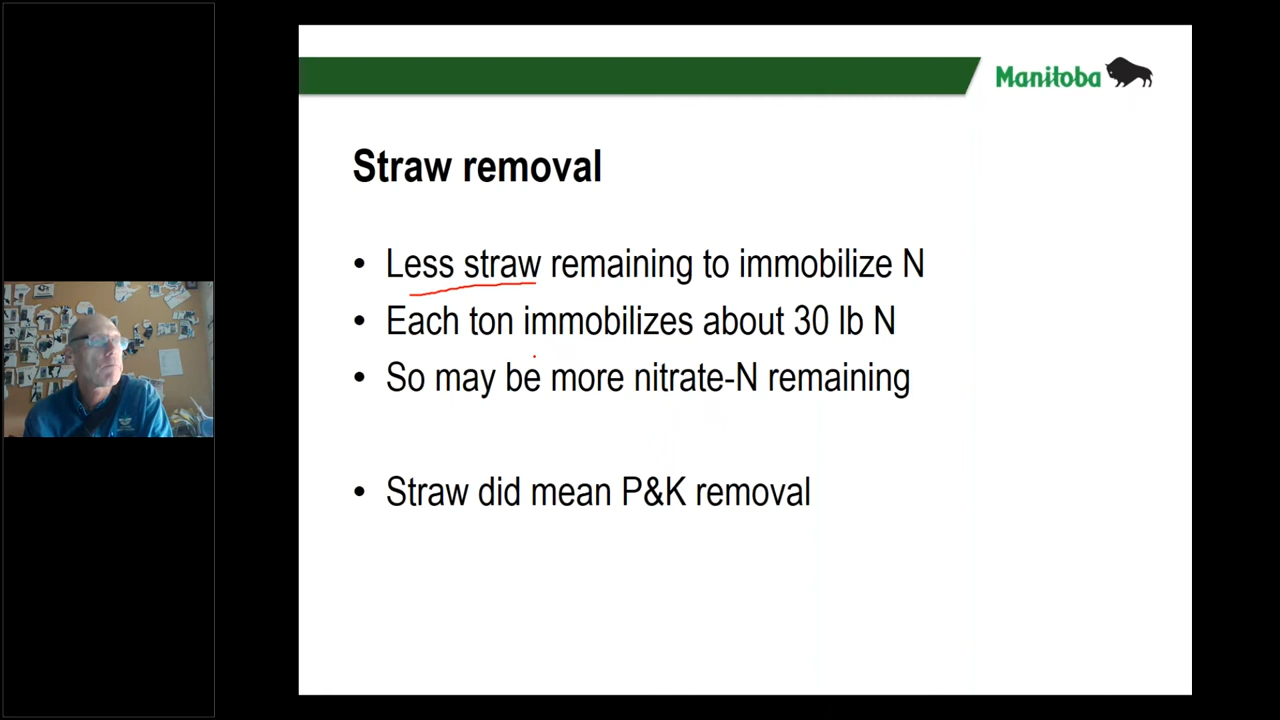 Manitoba
Straw removal
• Less straw remaining to immobilize N
• Each ton immobilizes about 30 lb N
• So may be more nitrate-N remaining
• Straw did mean P&K removal